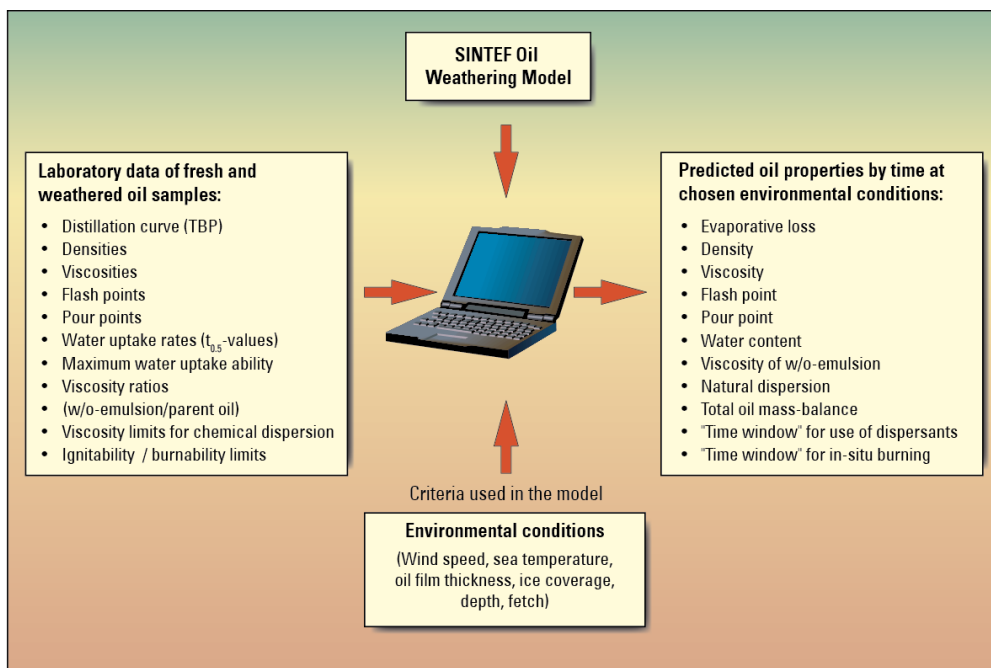 SINTEF Oil
Weathering Model
Laboratory data of fresh and
weathered oil samples:
• Distillation curve (TBP)
• Densities
• Viscosities
• Flash points
• Pour points
• Water uptake rates (t0.5-values)
• Maximum water uptake ability
• Viscosity ratios
• (w/o-emulsion/parent oil)
• Viscosity limits for chemical dispersion
• Ignitability / burnability limits
Predicted oil properties by time at
chosen environmental conditions:
• Evaporative loss
• Density
• Viscosity
• Flash point
• Pour point
• Water content
• Viscosity of w/o-emulsion
• Natural dispersion
• Total oil mass-balance
• "Time window" for use of dispersants
• "Time window" for in-situ burning
Criteria used in the model
Environmental conditions
(Wind speed, sea temperature,
oil film thickness, ice coverage,
depth, fetch)